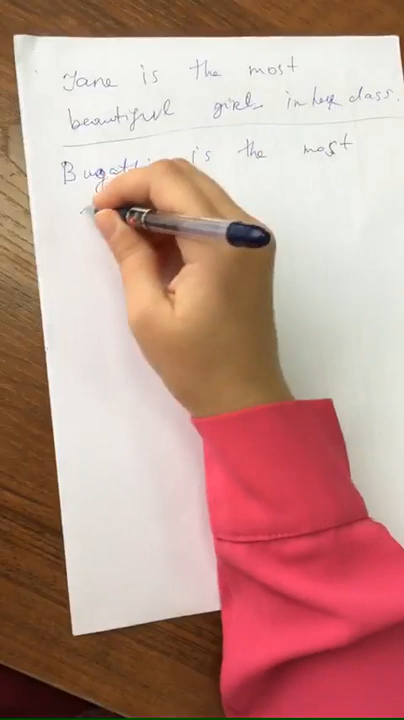 Jane is the most
beautiful girl in her class.
is the most